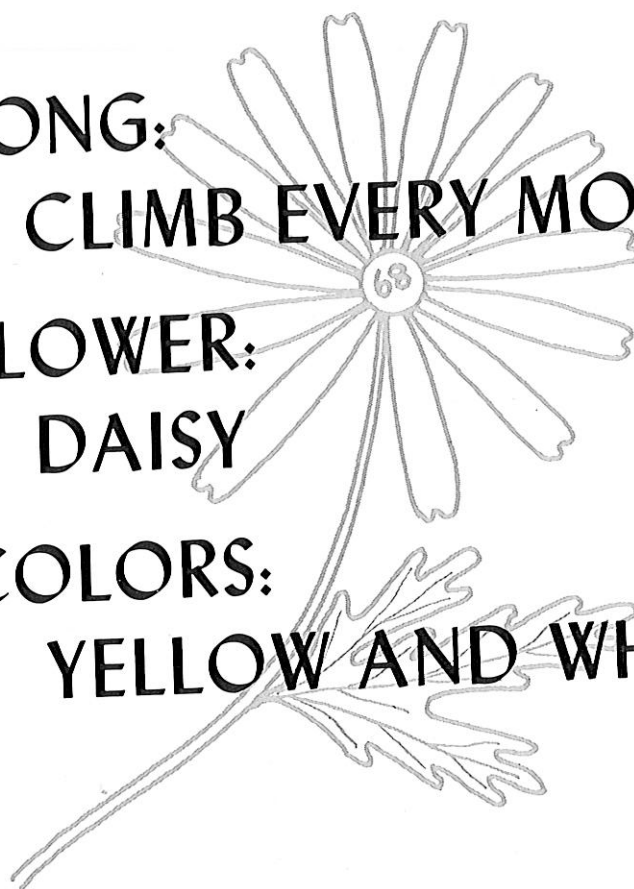 ONG:
CLIMB EVERY MO
68
LOWER:
DAISY
COLORS:
YELLOW AND WH